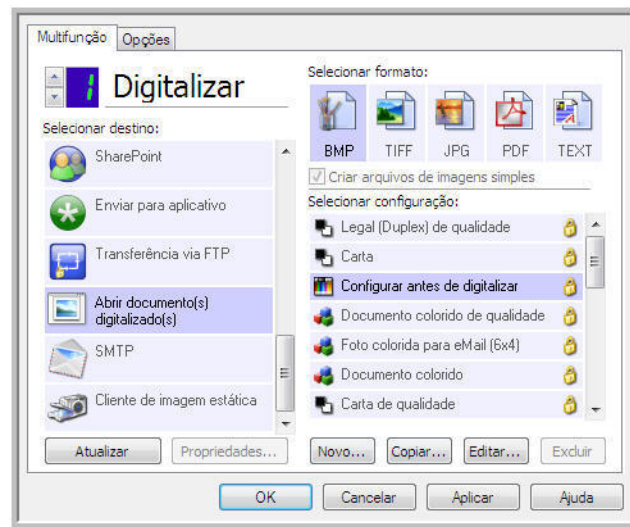 Multifunção
Opções
1
Digitalizar
Selecionar destino:
SharePoint
Enviar para aplicativo
Transferência via FTP
Abrir documento(s)
digitalizado(s)
SMTP
Cliente de imagem estática
Atualizar
Propriedades...
Selecionar formato:
BMP
TIFF
JPG
PDF
TEXT
Criar arquivos de imagens simples
Selecionar configuração:
Legal (Duplex) de qualidade
Carta
Configurar antes de digitalizar
Documento colorido de qualidade
Foto colorida para eMail (6x4)
Documento colorido
Carta de qualidade
Novo...
Copiar...
Editar...
Excluir
OK
Cancelar
Aplicar
Ajuda